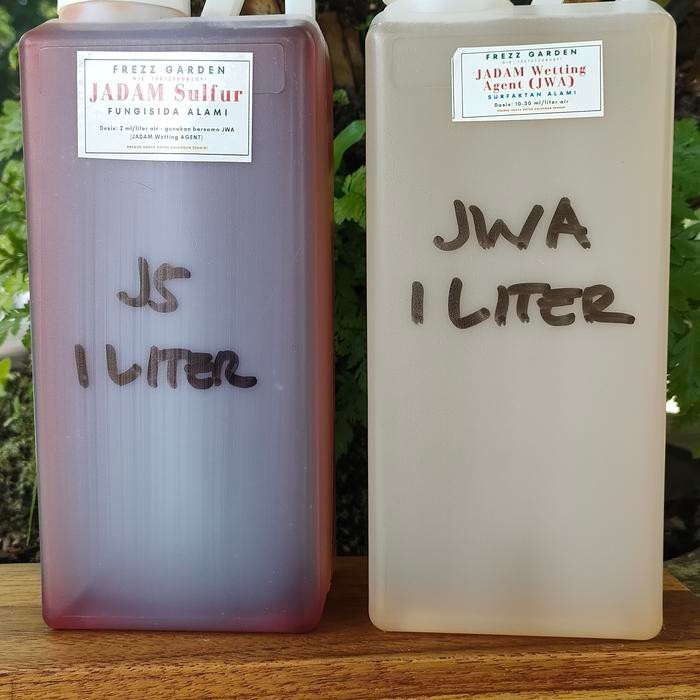 FREZZ GARDEN
JADAM Sulfur
FUNGISIDA ALAMI
Dosis: 2 ml/liter air - gunakan bersama JWA
(JADAM Wetting AGENT)
JS
1 LITER
FREZZ GARDEN
JADAM Wetting
Agent (JWA)
SURFAKTAN ALAMI
Dosis: 10-30 ml/liter air
JWA
1 LITER